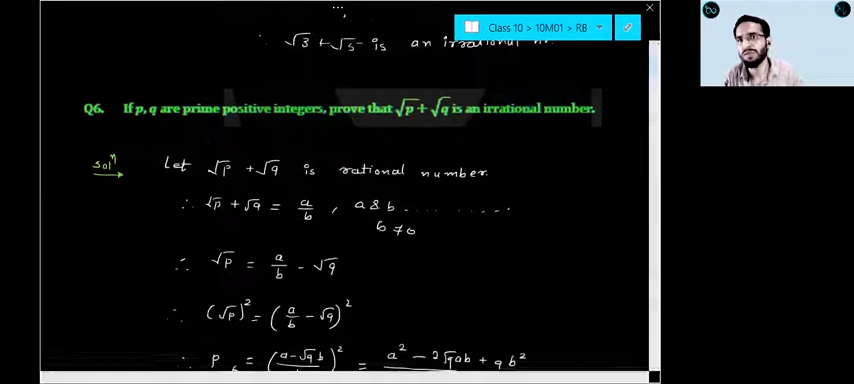 ∴ √3 + √5 is an irrational
Class 10 > 10M01 > RB
Q6. If p, q are prime positive integers, prove that √p + √q is an irrational number.
Solⁿ Let √p + √q is rational number.
∴ √p + √q = a/b , a & b ............
b ≠ 0
∴ √p = a/b - √q
∴ (√p)² = (a/b - √q)²
∴ p = (a-√q b / )² = a² - 2√q ab + q b²